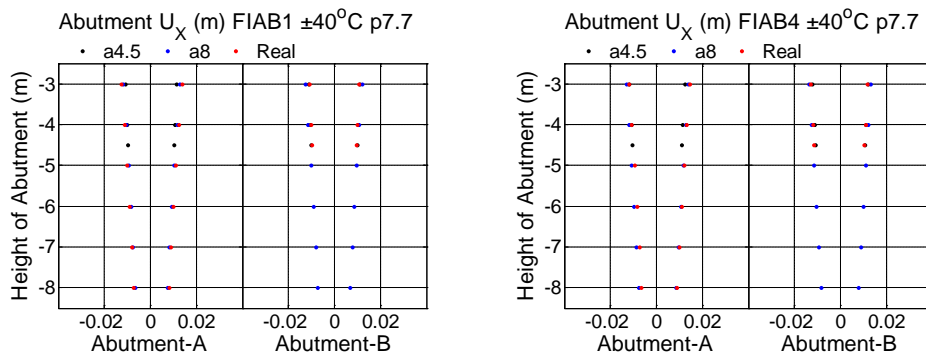 Abutment U_X (m) FIAB1 ±40°C p7.7
a4.5 a8 Real
Height of Abutment (m)
-3
-4
-5
-6
-7
-8
-0.02 0 0.02 -0.02 0 0.02
Abutment-A Abutment-B
Abutment U_X (m) FIAB4 ±40°C p7.7
a4.5 a8 Real
Height of Abutment (m)
-3
-4
-5
-6
-7
-8
-0.02 0 0.02 -0.02 0 0.02
Abutment-A Abutment-B